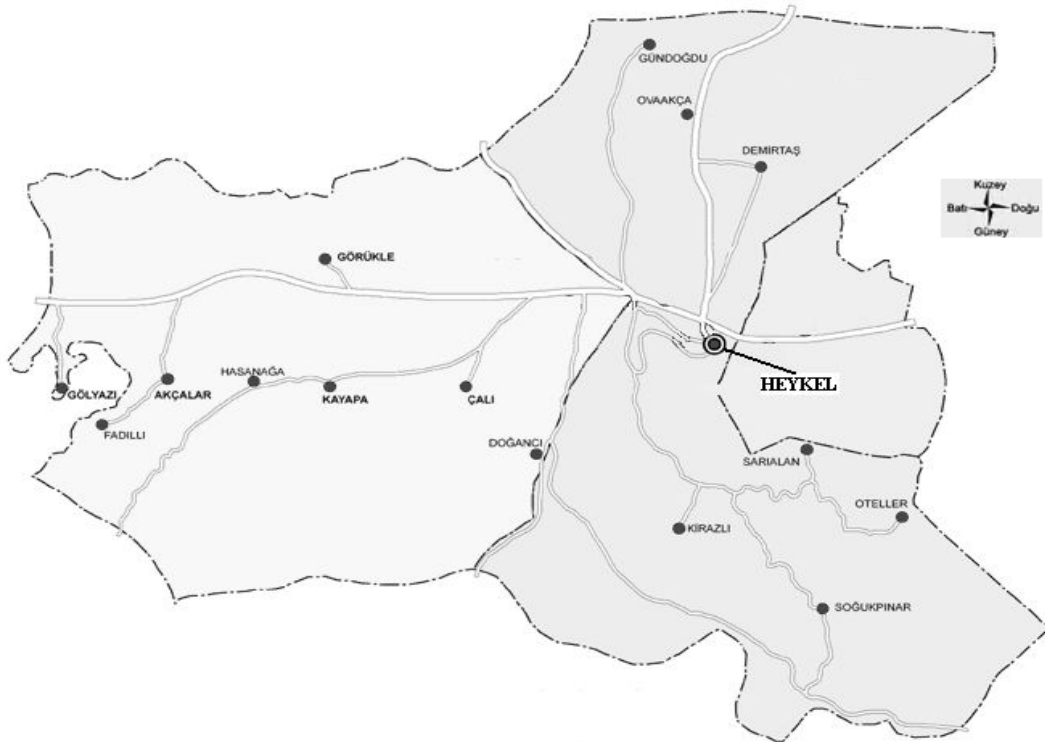 GÜNDOĞDU
OVAAKÇA
DEMİRTAŞ
Kuzey
Batı
Doğu
Güney
GÖRÜKLE
HEYKEL
HASANAĞA
GÖLYAZI
AKÇALAR
KAYAPA
ÇALI
FADILLI
DOĞANCI
SARIALAN
OTELLER
KİRAZLI
SOĞUKPINAR